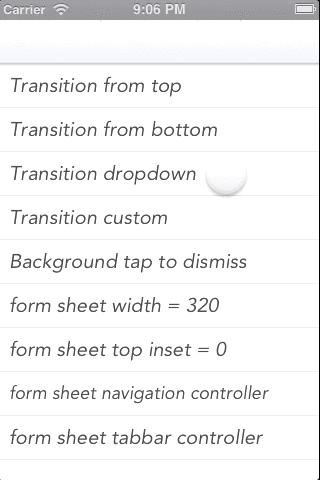 Carrier 9:06 PM
Transition from top
Transition from bottom
Transition dropdown
Transition custom
Background tap to dismiss
form sheet width = 320
form sheet top inset = 0
form sheet navigation controller
form sheet tabbar controller